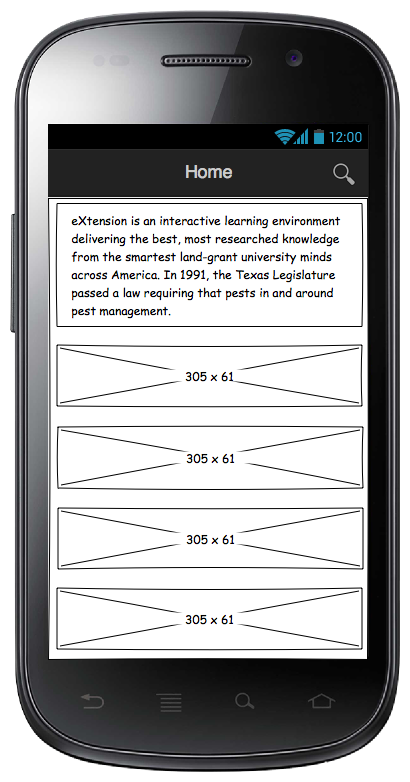 12:00
Home
eXtension is an interactive learning environment
delivering the best, most researched knowledge
from the smartest land-grant university minds
across America. In 1991, the Texas Legislature
passed a law requiring that pests in and around
pest management.
305 x 61
305 x 61
305 x 61
305 x 61